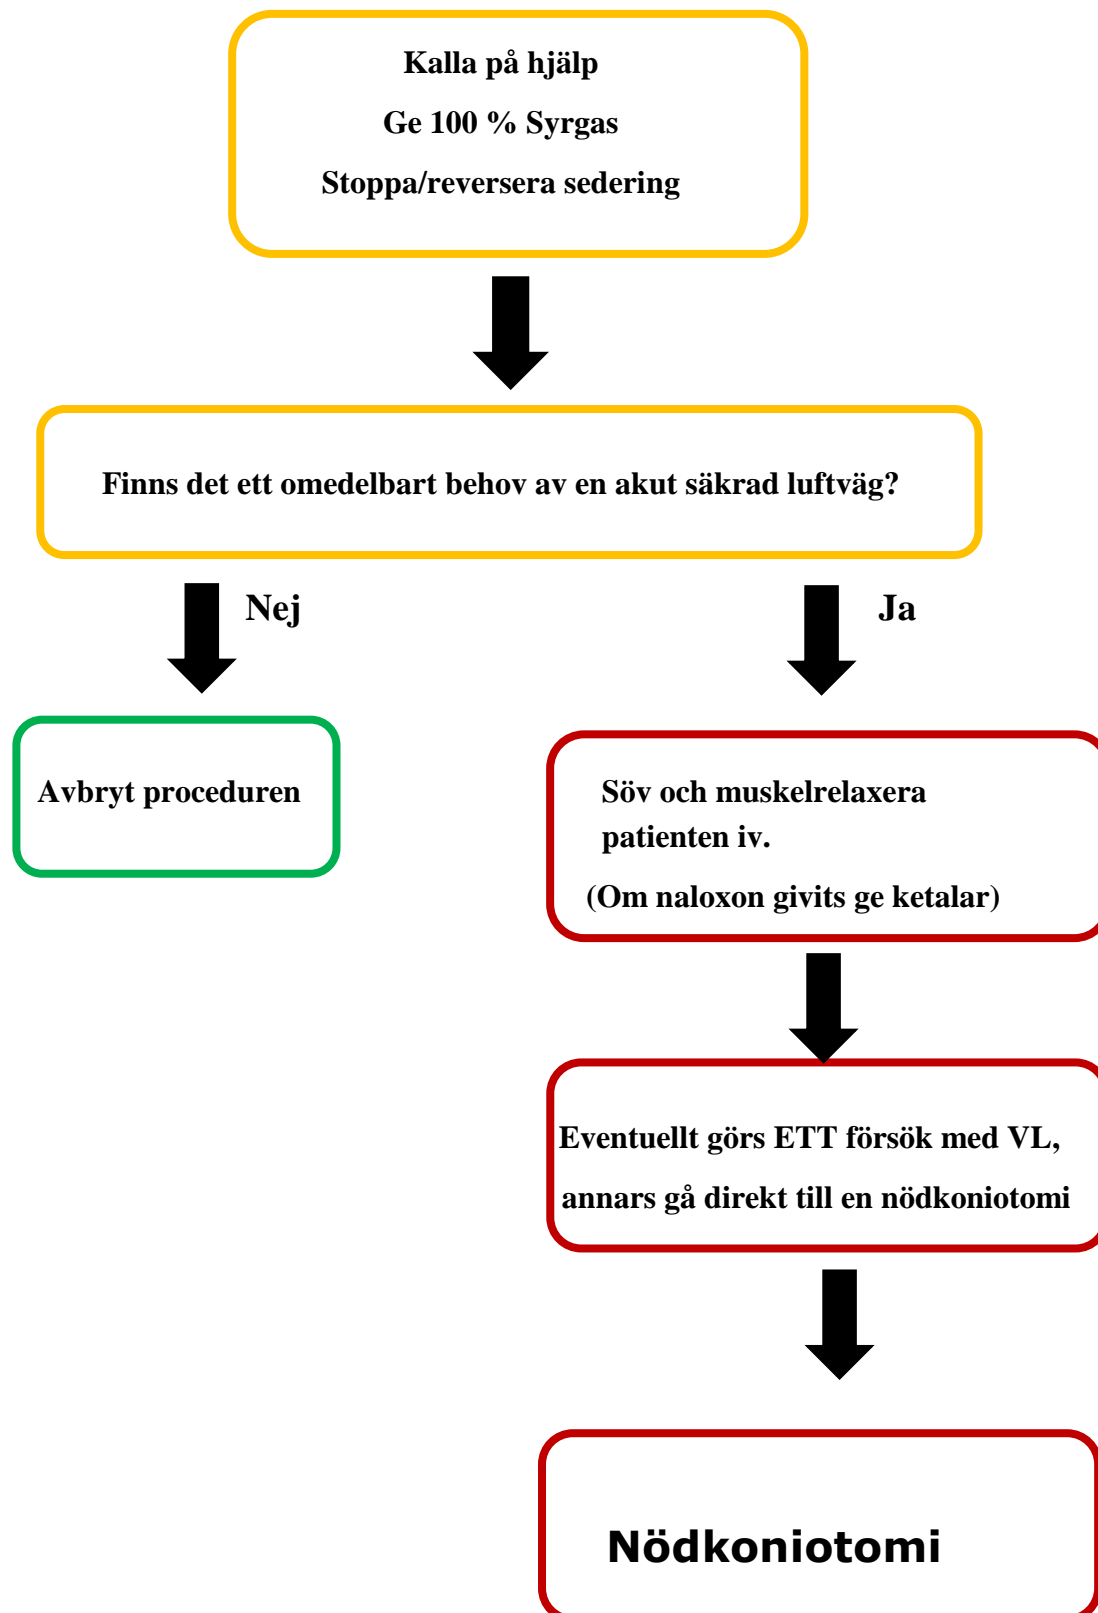 Kalla på hjälp
Ge 100 % Syrgas
Stoppa/reversera sedering
Finns det ett omedelbart behov av en akut säkrad luftväg?
Nej
Ja
Avbryt proceduren
Söv och muskelrelaxera
patienten iv.
(Om naloxon givits ge ketalar)
Eventuellt görs ETT försök med VL,
annars gå direkt till en nödkoniotomi
Nödkoniotomi